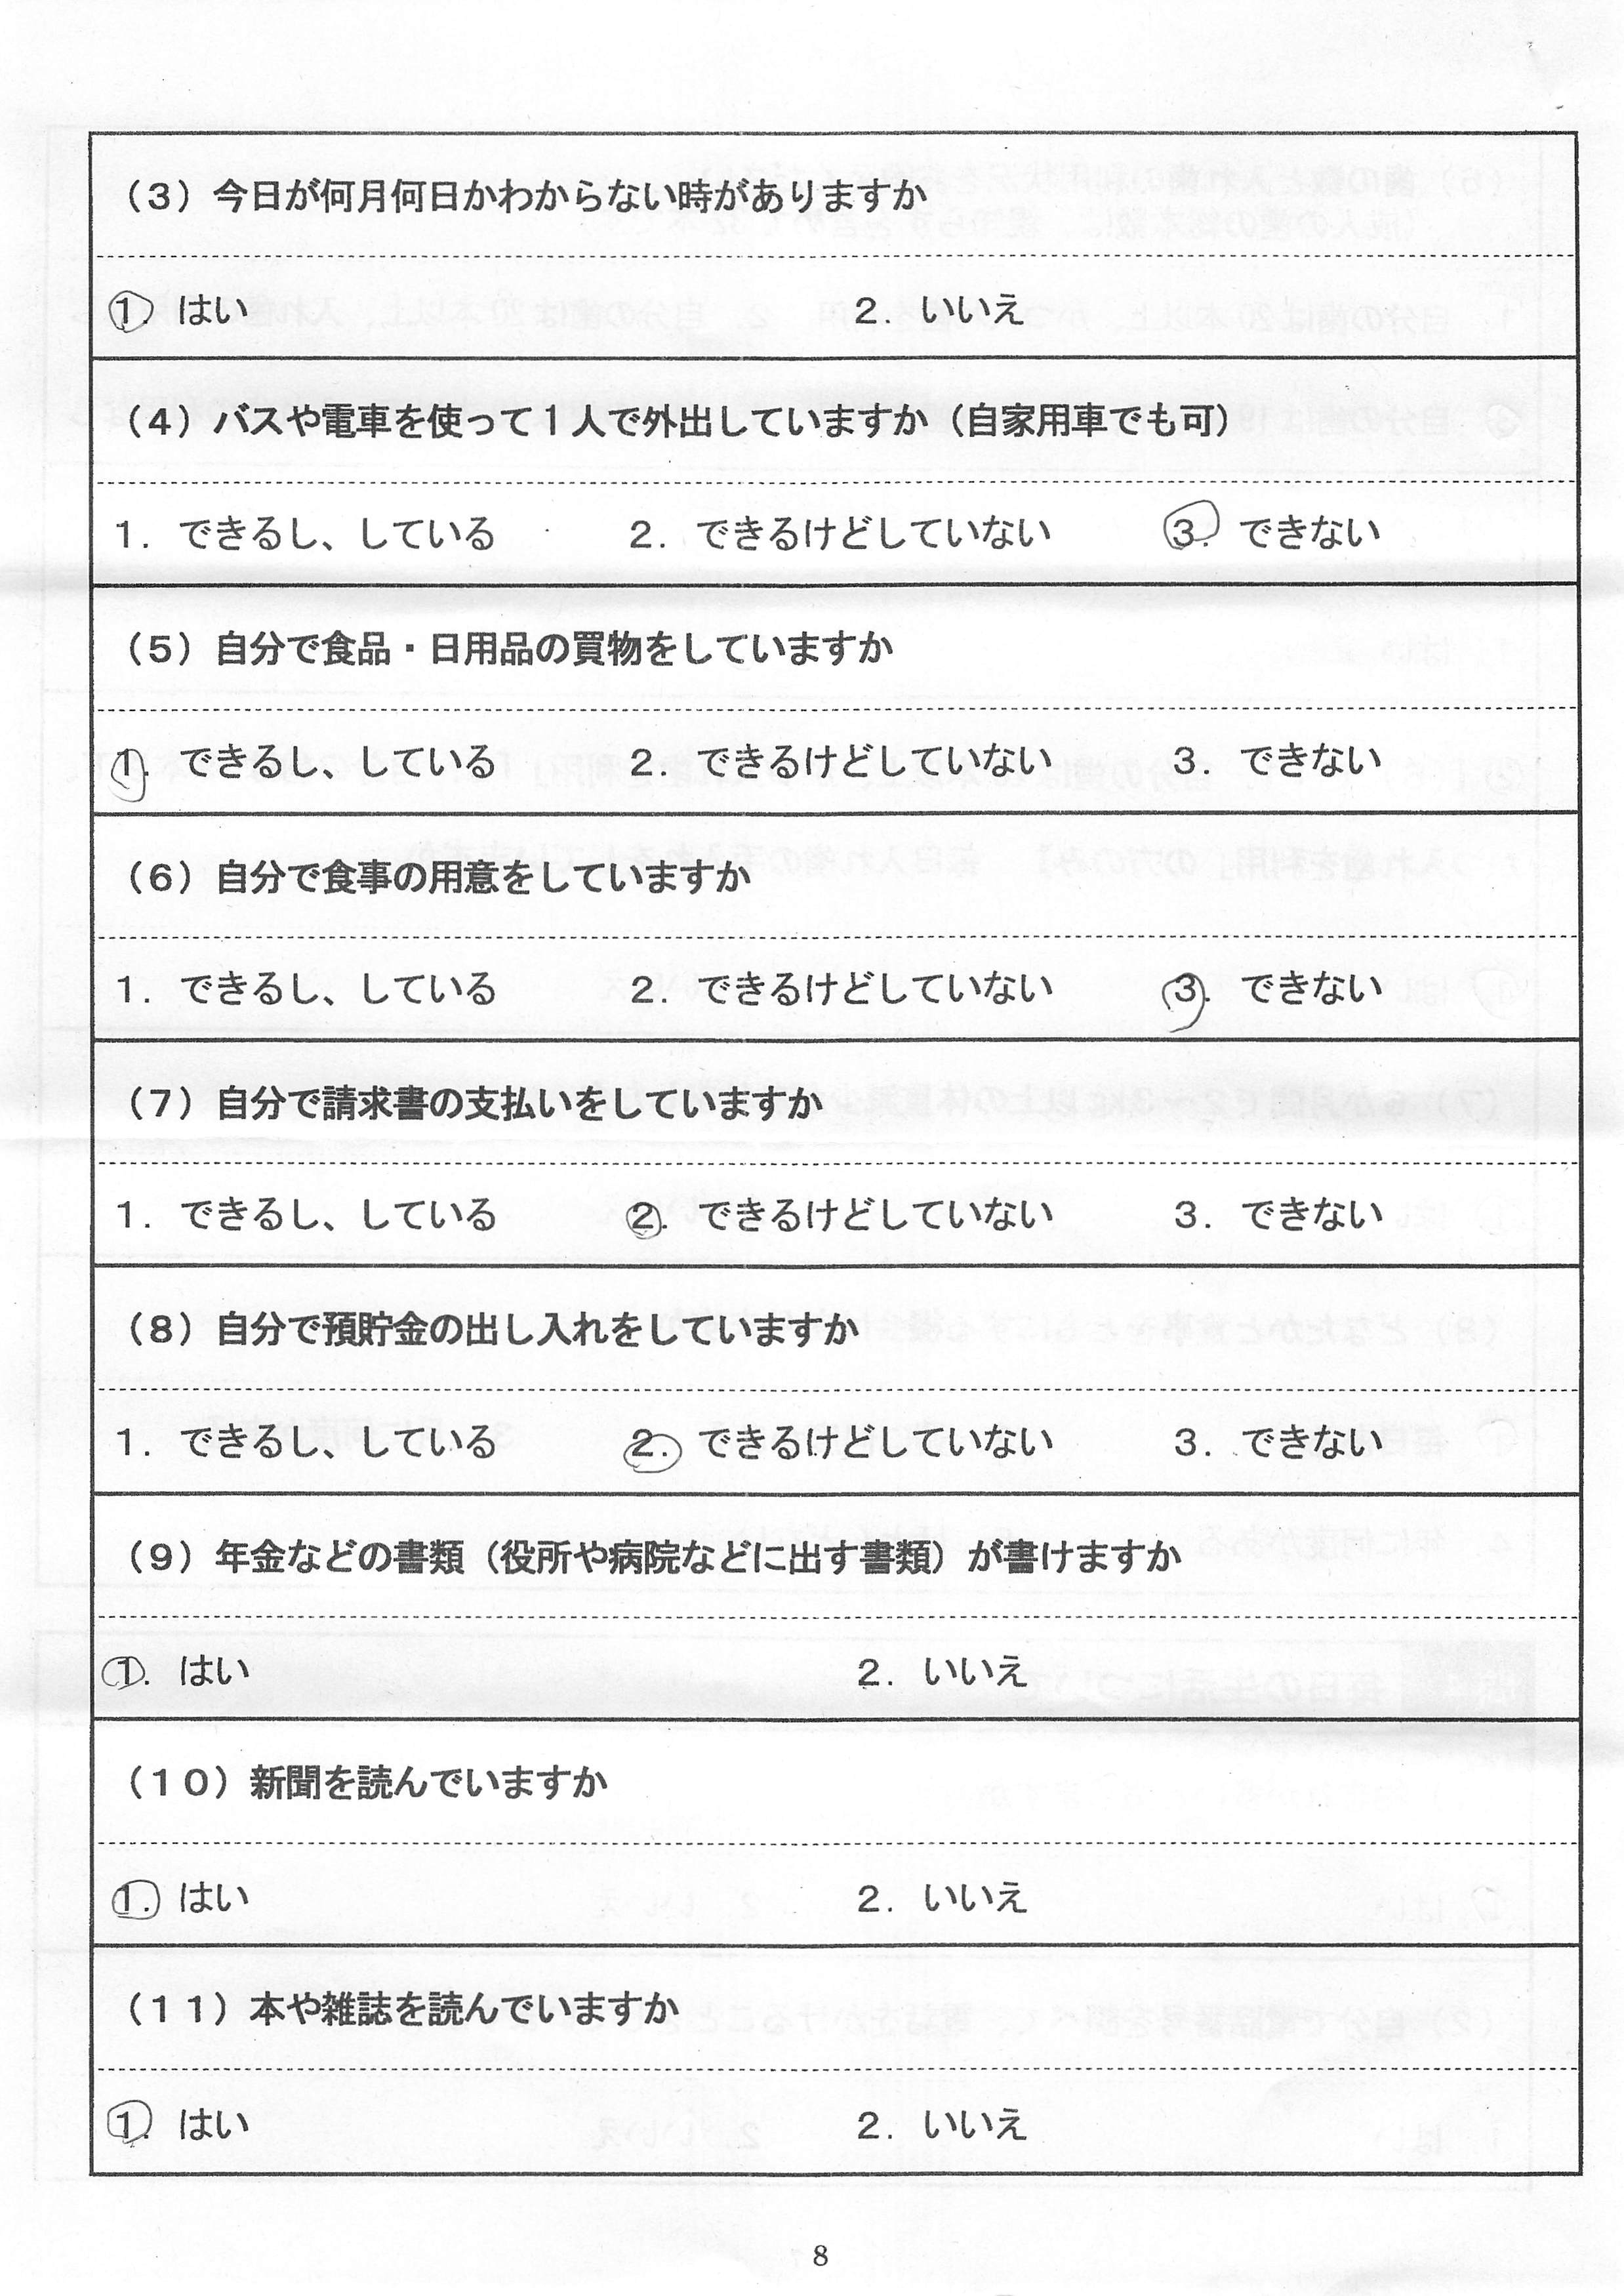 （３）今日が何月何日かわからない時がありますか
１．はい　２．いいえ
（４）バスや電車を使って１人で外出していますか（自家用車でも可）
１．できるし、している　２．できるけどしていない　３．できない
（５）自分で食品・日用品の買物をしていますか
１．できるし、している　２．できるけどしていない　３．できない
（６）自分で食事の用意をしていますか
１．できるし、している　２．できるけどしていない　３．できない
（７）自分で請求書の支払いをしていますか
１．できるし、している　２．できるけどしていない　３．できない
（８）自分で預貯金の出し入れをしていますか
１．できるし、している　２．できるけどしていない　３．できない
（９）年金などの書類（役所や病院などに出す書類）が書けますか
１．はい　２．いいえ
（１０）新聞を読んでいますか
１．はい　２．いいえ
（１１）本や雑誌を読んでいますか
１．はい　２．いいえ
8